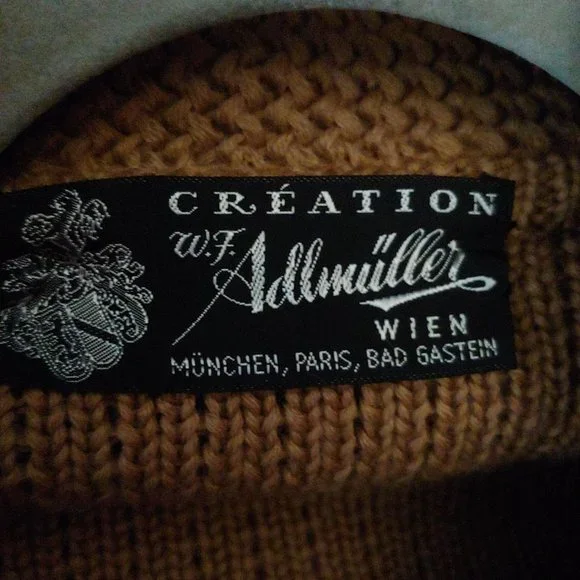 CRÉATION
W.F. Adlmüller
WIEN
MÜNCHEN, PARIS, BAD GASTEIN